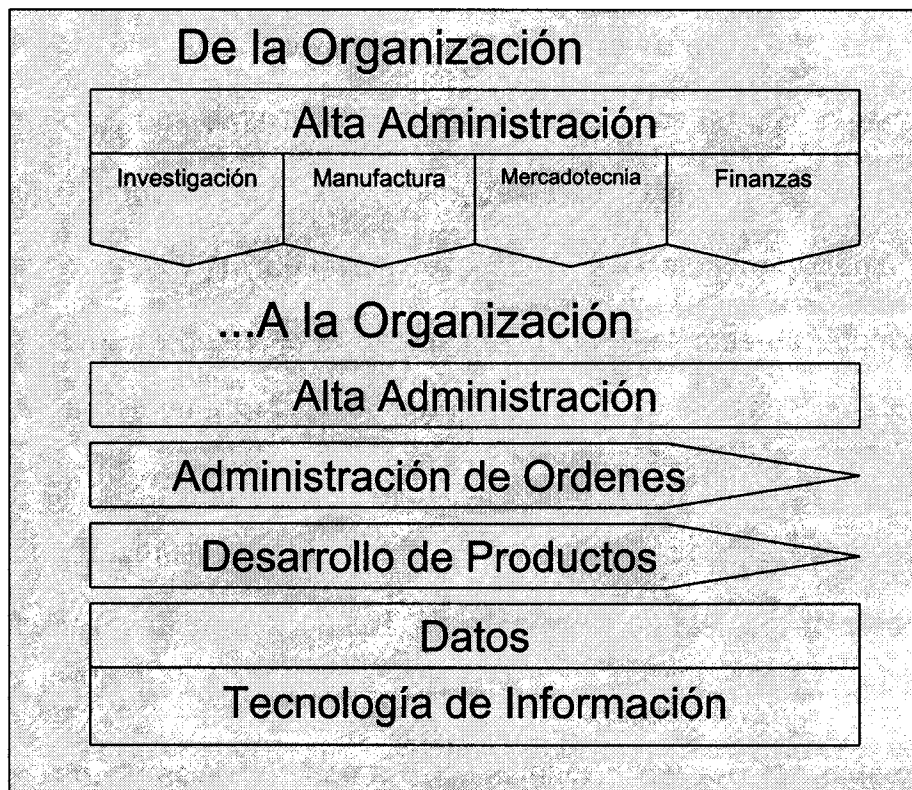 De la Organización
Alta Administración
Investigación Manufactura Mercadotecnia Finanzas
...A la Organización
Alta Administración
Administración de Ordenes
Desarrollo de Productos
Datos
Tecnología de Información